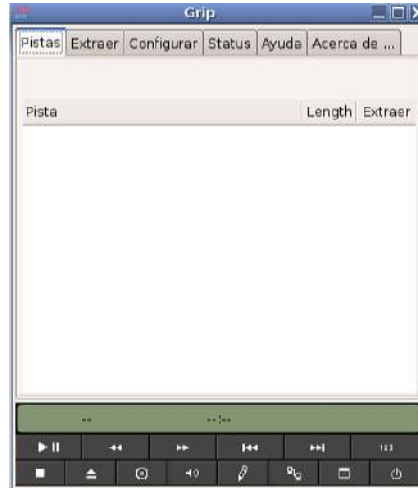 Grip
Pistas Extraer Configurar Status Ayuda Acerca de ...
Pista Length Extraer
-- --:--